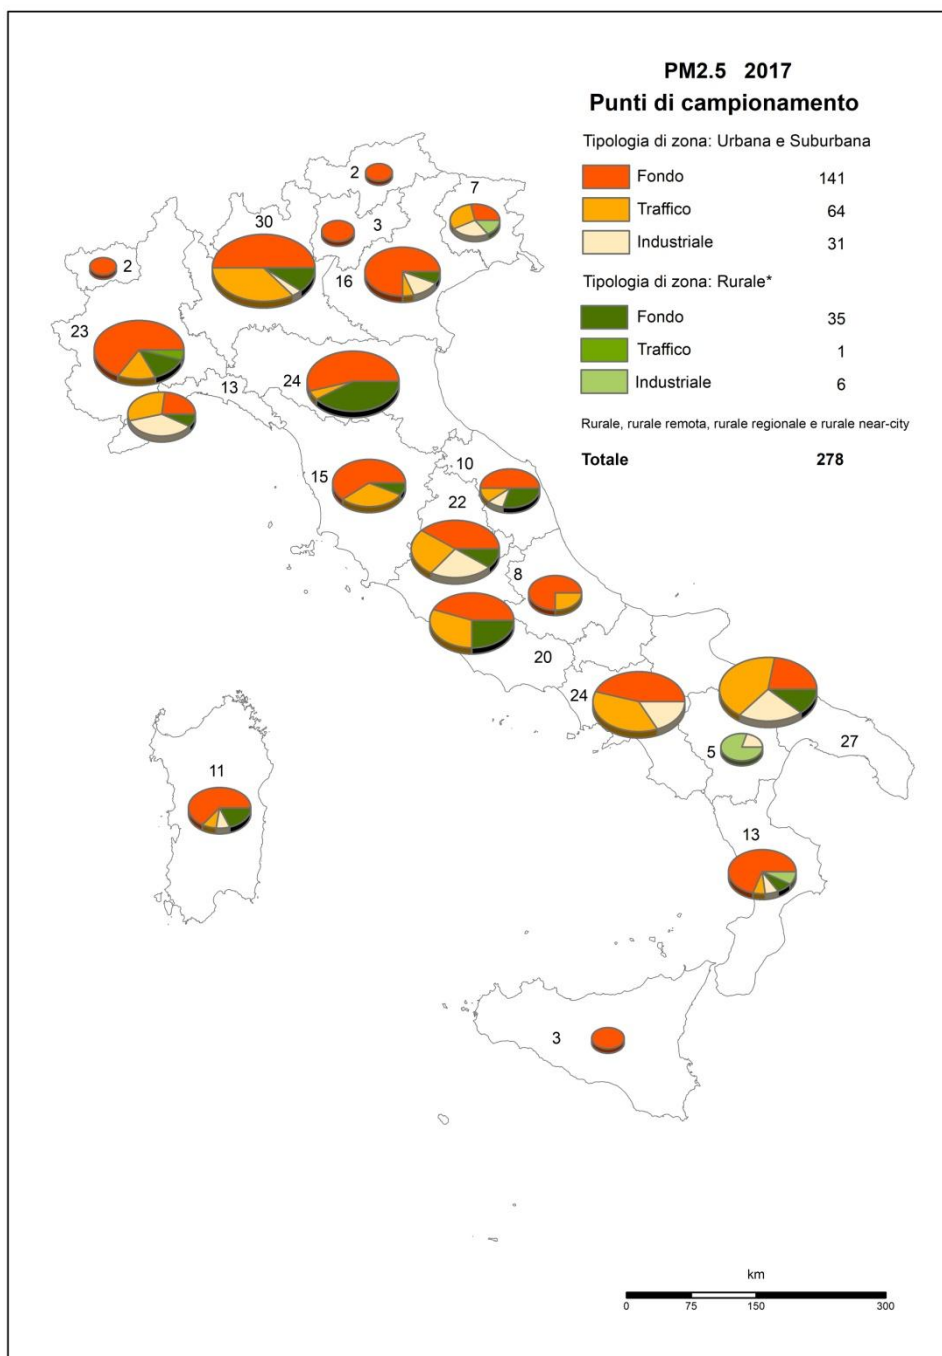 PM2.5 2017
Punti di campionamento
Tipologia di zona: Urbana e Suburbana
Fondo 141
Traffico 64
Industriale 31
Tipologia di zona: Rurale*
Fondo 35
Traffico 1
Industriale 6
Rurale, rurale remota, rurale regionale e rurale near-city
Totale 278
2
7
30
3
2
16
23
13
24
10
15
22
8
20
24
27
5
11
13
3
km
0 75 150 300